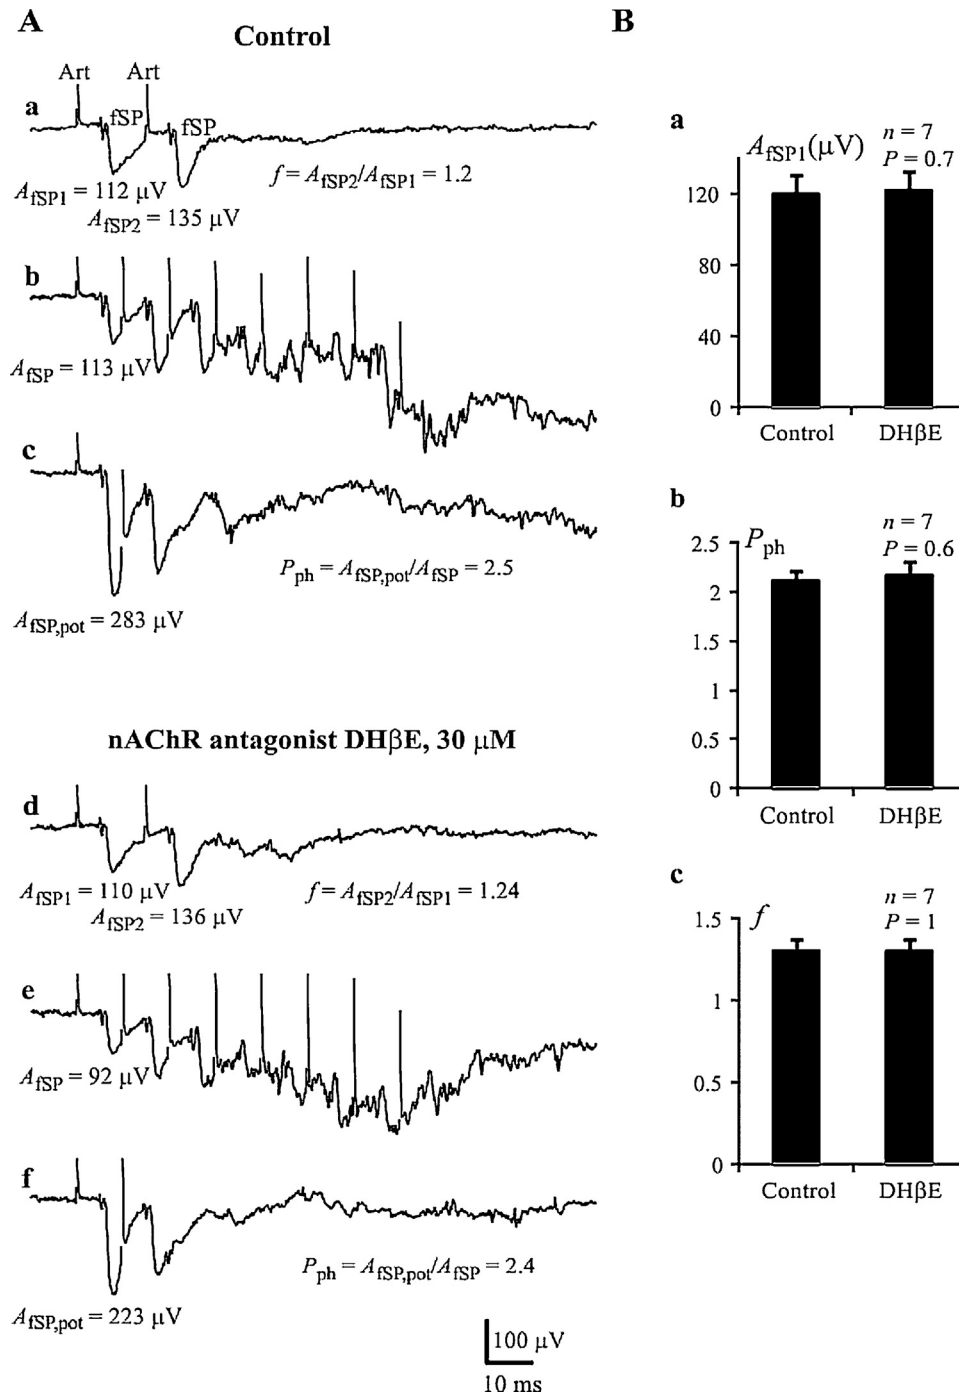 A
Control
Art Art
a
fSP fSP
AfSP1 = 112 μV
f = AfSP2/AfSP1 = 1.2
AfSP2 = 135 μV
b
AfSP = 113 μV
c
Pph = AfSP,pot/AfSP = 2.5
AfSP,pot = 283 μV
nAChR antagonist DHβE, 30 μM
d
AfSP1 = 110 μV
f = AfSP2/AfSP1 = 1.24
AfSP2 = 136 μV
e
AfSP = 92 μV
f
Pph = AfSP,pot/AfSP = 2.4
AfSP,pot = 223 μV
100 μV
10 ms
B
a
AfSP1(μV)
n = 7
P = 0.7
120
80
40
0
Control DHβE
b
Pph
n = 7
P = 0.6
2.5
2
1.5
1
0.5
0
Control DHβE
c
f
n = 7
P = 1
1.5
1
0.5
0
Control DHβE